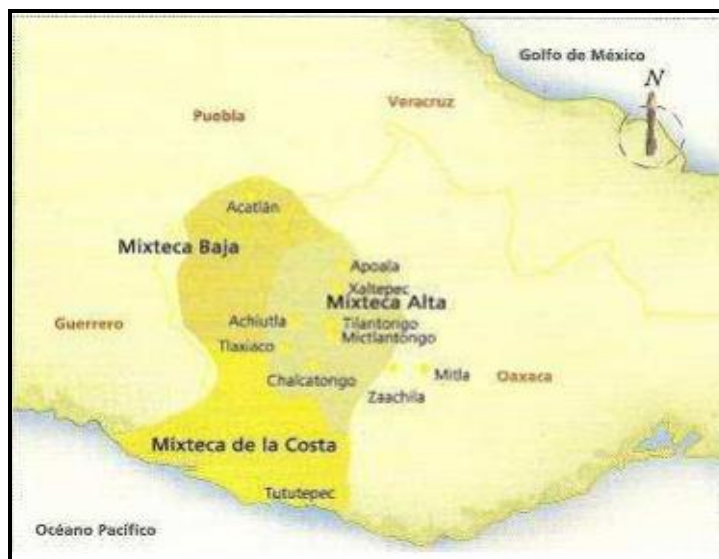 Golfo de México
N
Veracruz
Puebla
Acatlán
Mixteca Baja
Apoala
Xaltepec
Mixteca Alta
Guerrero
Achiutla
Tilantongo
Mictlantongo
Tlaxiaco
Chalcatongo
Mitla
Oaxaca
Zaachila
Mixteca de la Costa
Tututepec
Océano Pacífico